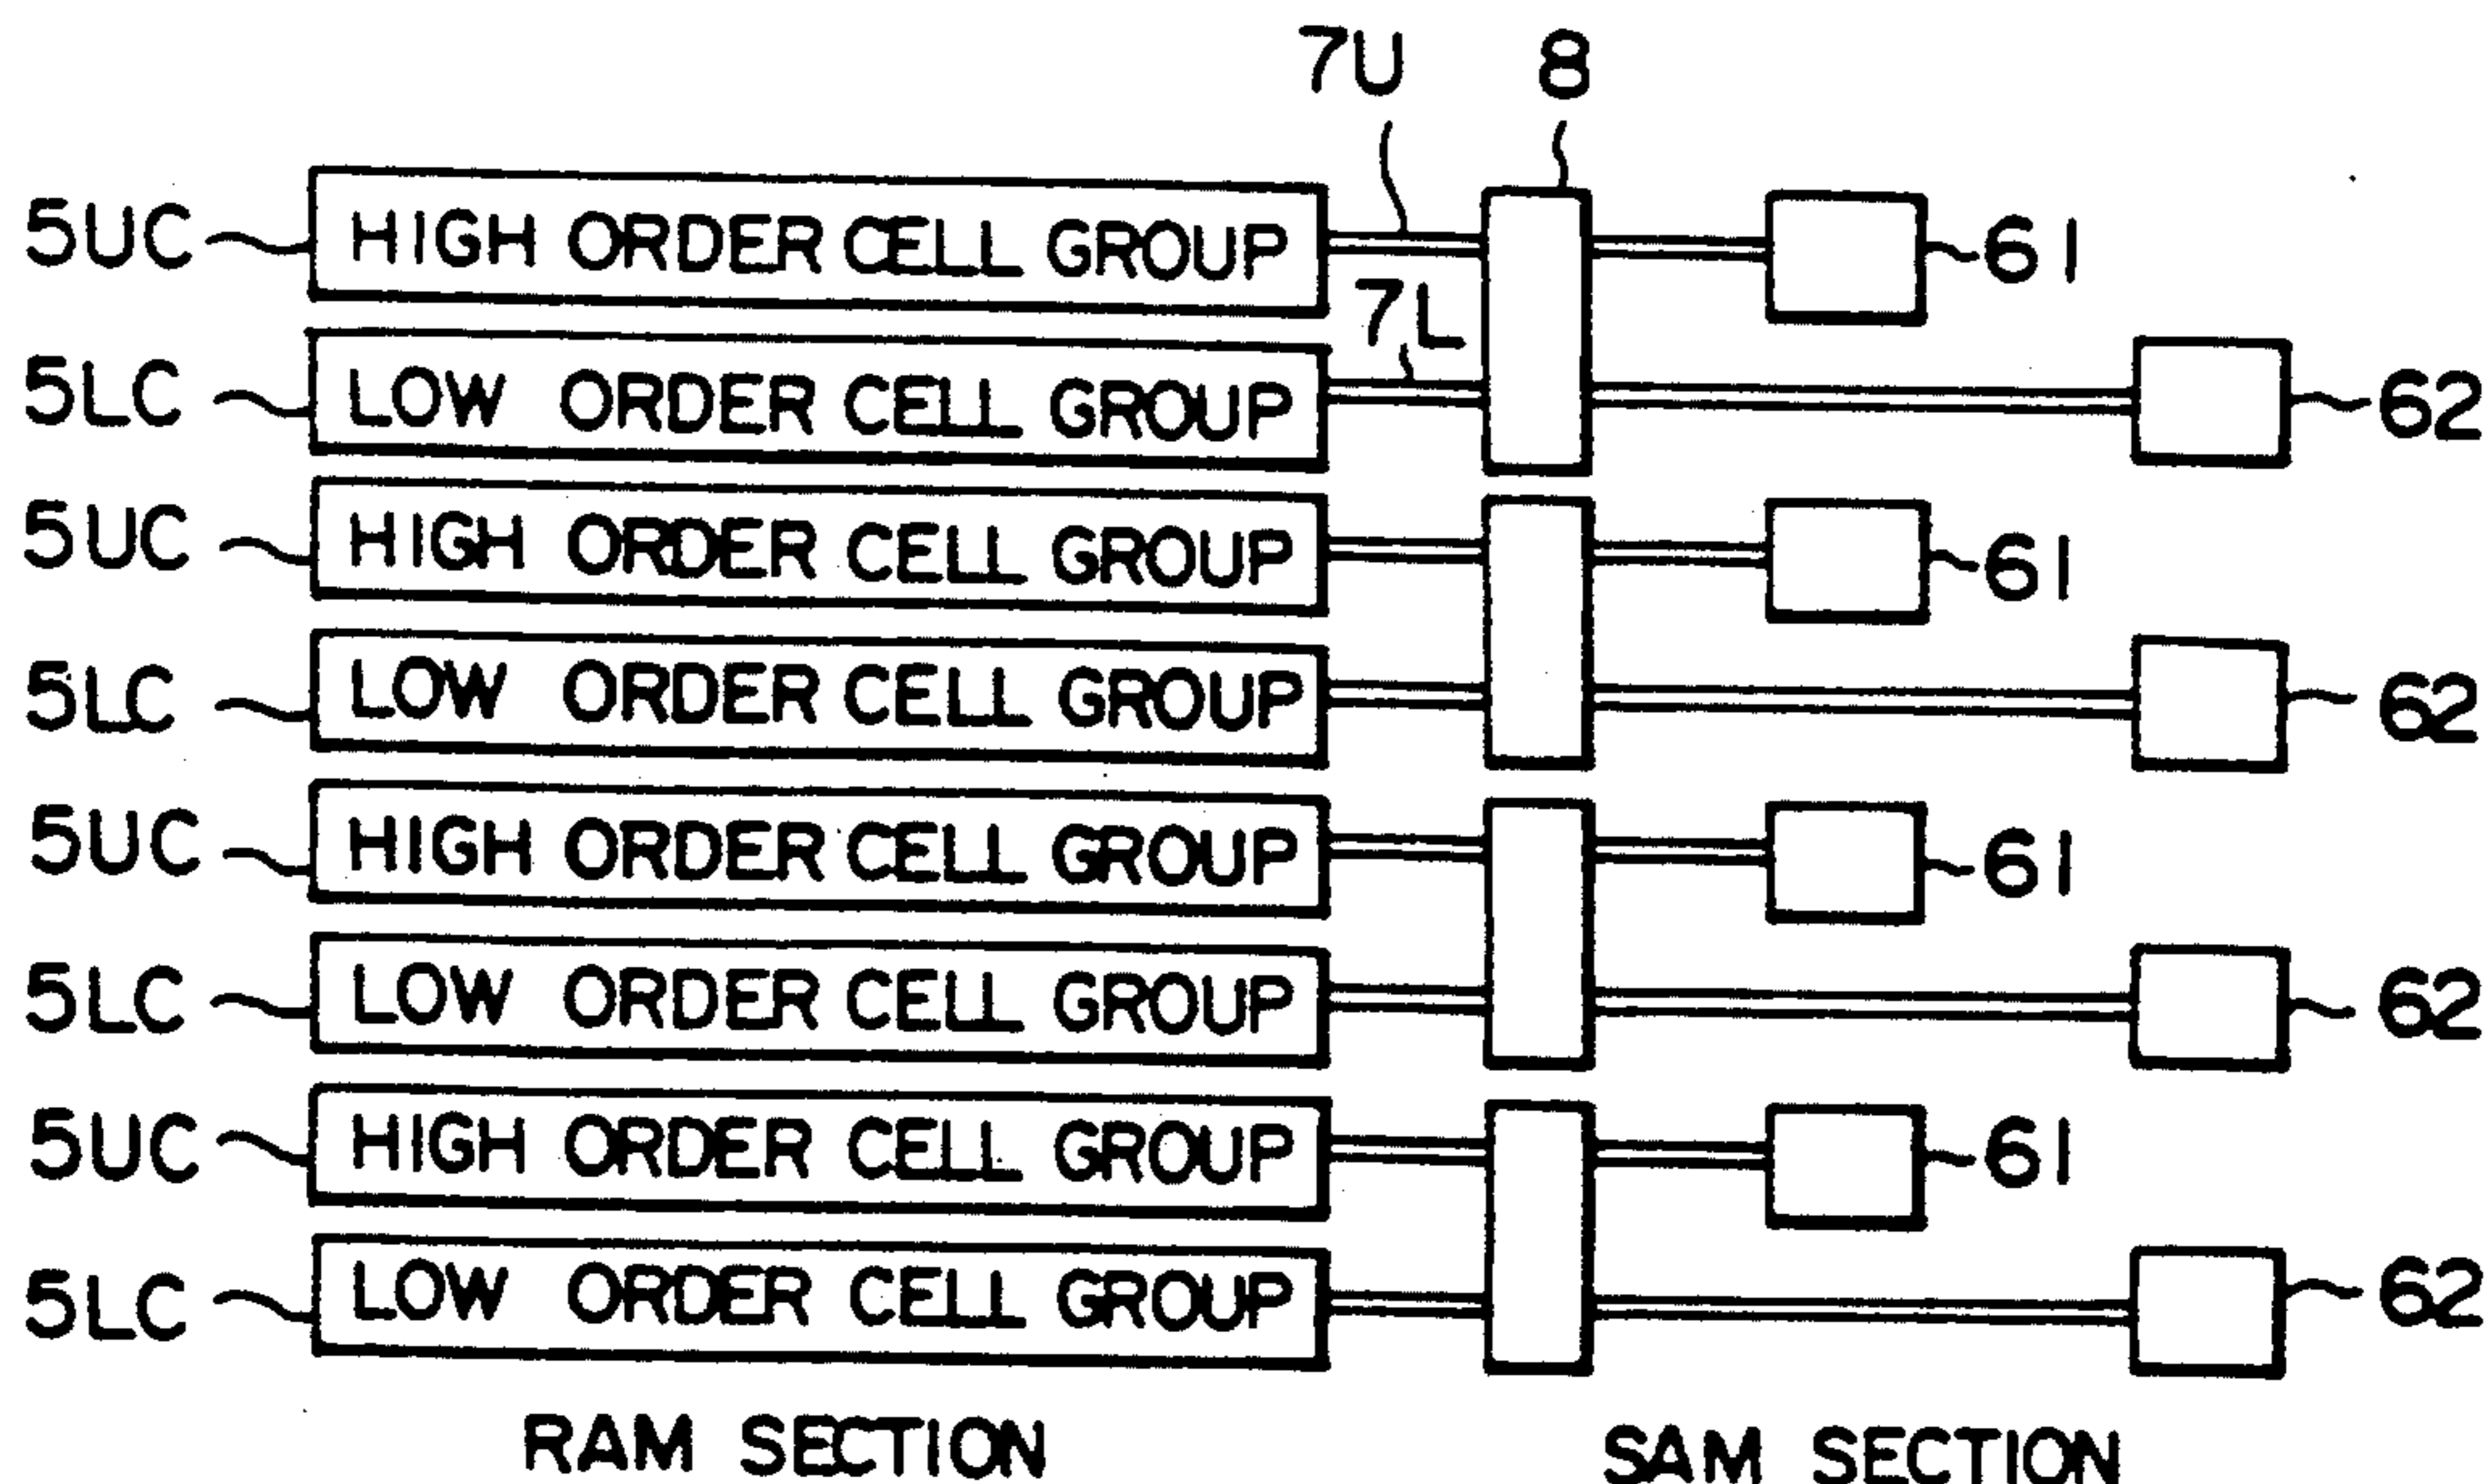 7U 8
5UC HIGH ORDER CELL GROUP 61
7L
5LC LOW ORDER CELL GROUP 62
5UC HIGH ORDER CELL GROUP 61
5LC LOW ORDER CELL GROUP 62
5UC HIGH ORDER CELL GROUP 61
5LC LOW ORDER CELL GROUP 62
5UC HIGH ORDER CELL GROUP 61
5LC LOW ORDER CELL GROUP 62
RAM SECTION SAM SECTION